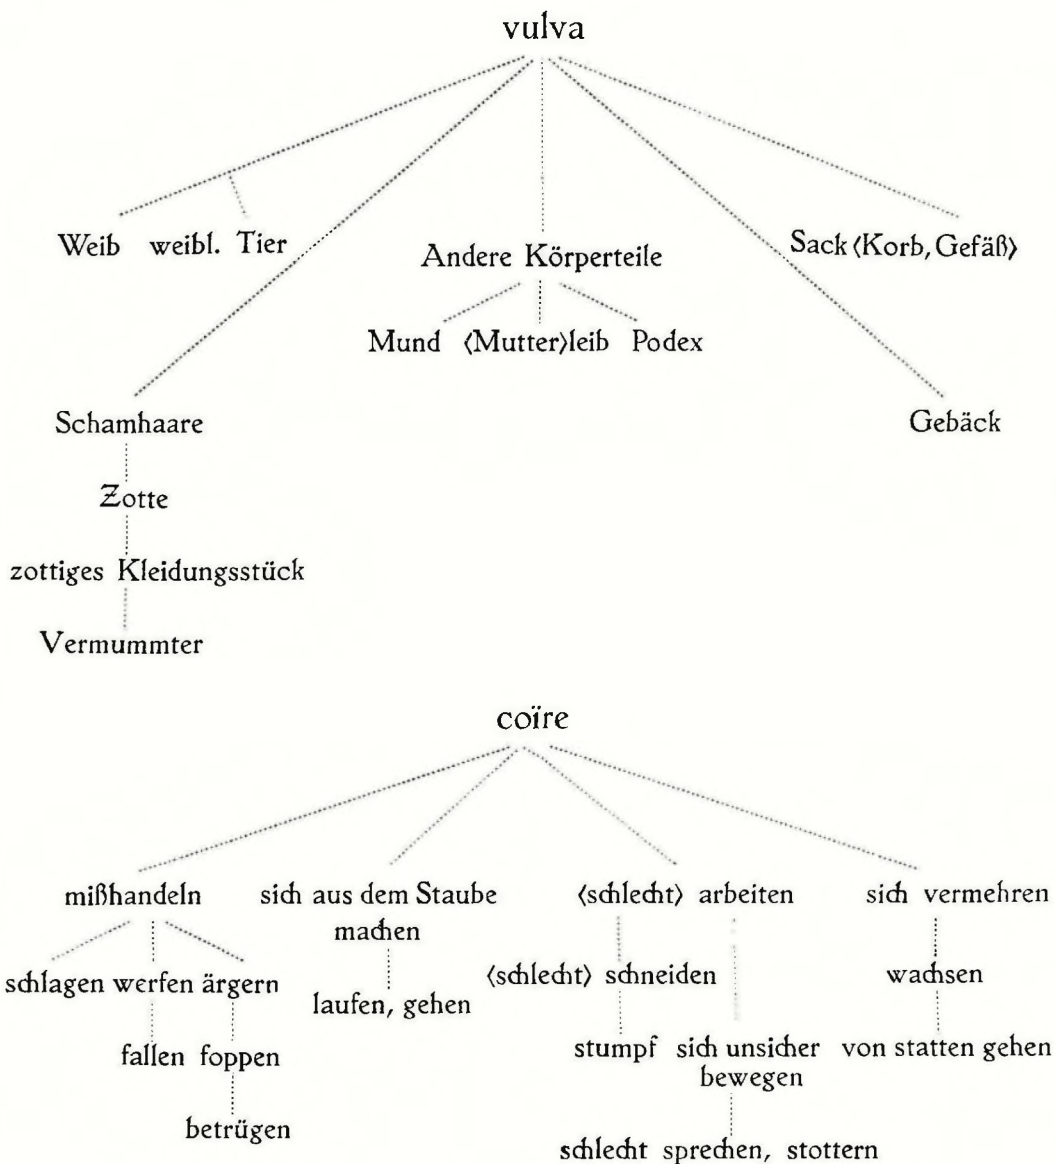 vulva
Weib weibl. Tier
Andere Körperteile
Sack ⟨Korb, Gefäß⟩
Mund ⟨Mutter⟩leib Podex
Schamhaare
Gebäck
Zotte
zottiges Kleidungsstück
Vermummter
coïre
mißhandeln
sich aus dem Staube
machen
⟨schlecht⟩ arbeiten
sich vermehren
schlagen werfen ärgern
laufen, gehen
⟨schlecht⟩ schneiden
wachsen
fallen foppen
stumpf
sich unsicher
bewegen
von statten gehen
betrügen
schlecht sprechen, stottern